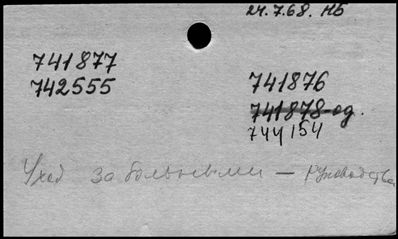 24.7.68. НБ
741877
742555
741876
741878-од.
744154
Уход за больными — Руководства